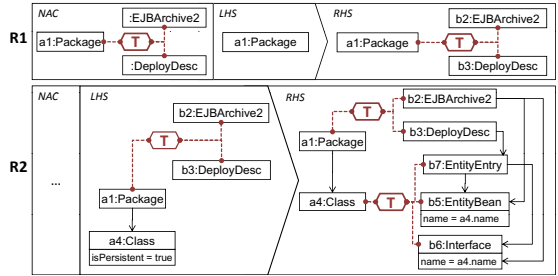 R1
NAC
:EJBArchive2
a1:Package
T
:DeployDesc
LHS
a1:Package
RHS
b2:EJBArchive2
a1:Package
T
b3:DeployDesc
R2
NAC
...
LHS
b2:EJBArchive2
T
b3:DeployDesc
a1:Package
a4:Class
isPersistent = true
RHS
b2:EJBArchive2
T
b3:DeployDesc
a1:Package
b7:EntityEntry
a4:Class
T
b5:EntityBean
name = a4.name
b6:Interface
name = a4.name